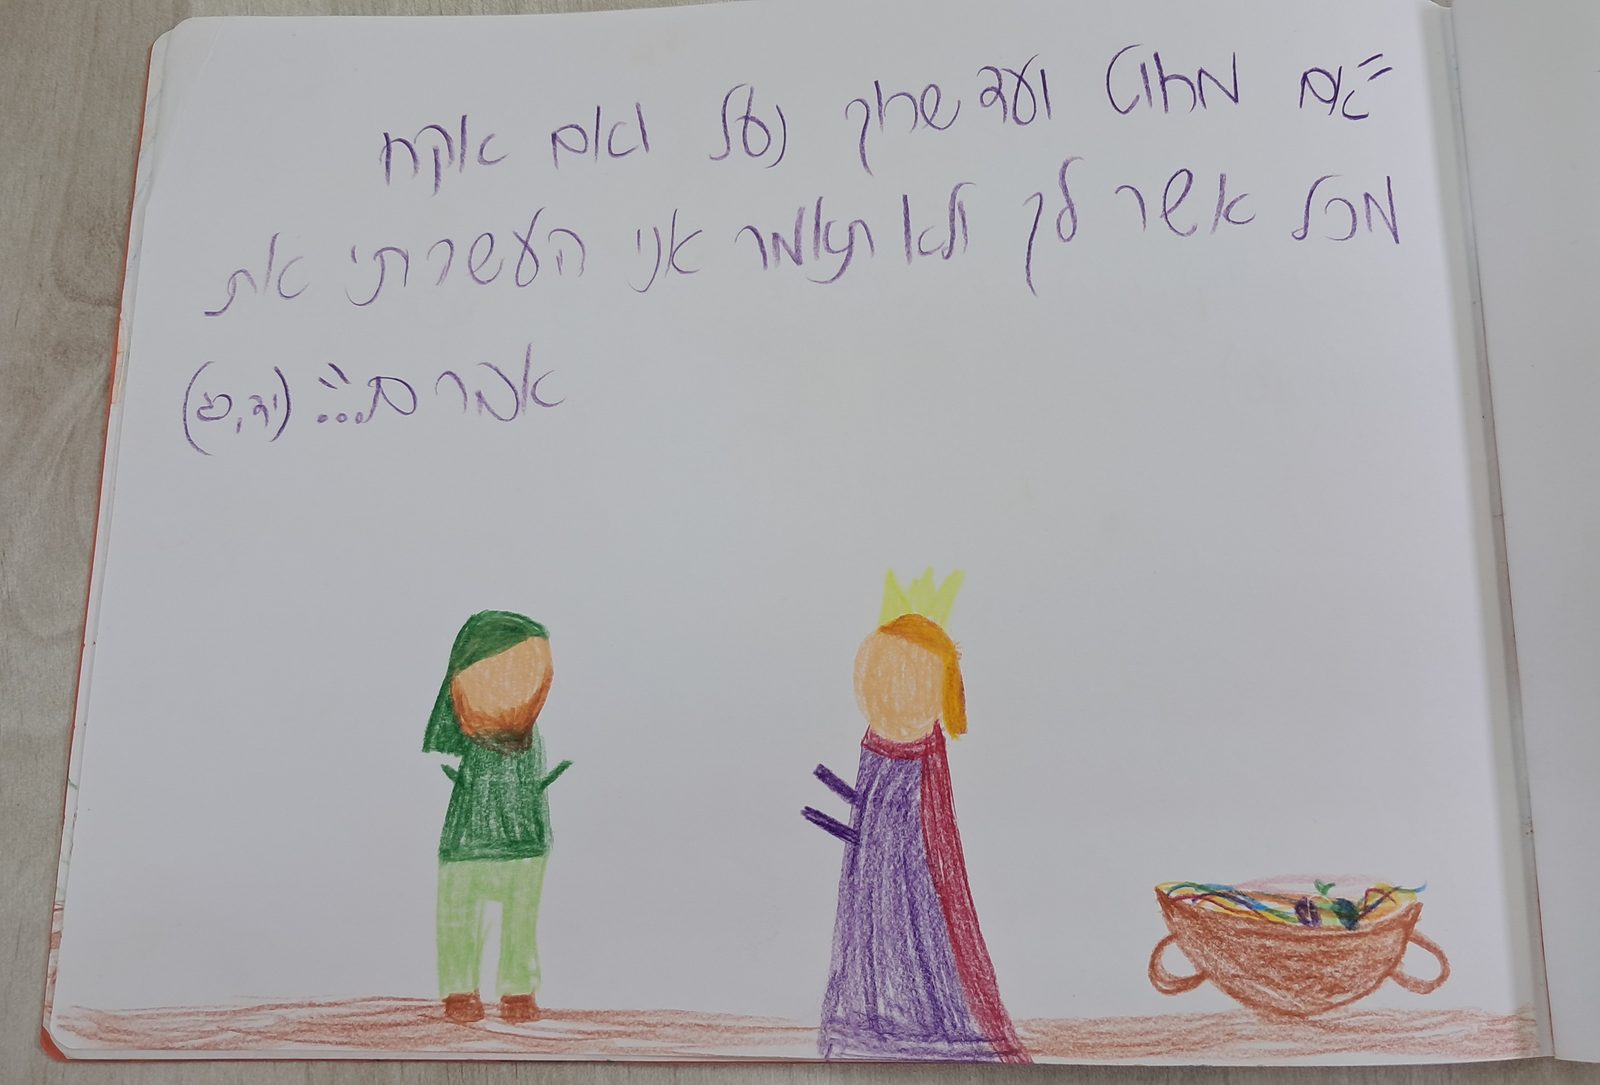 "אם מחוט ועד שרוך נעל ואם אקח
מכל אשר לך ולא תאמר אני העשרתי את
אברם..." (יד, כג)